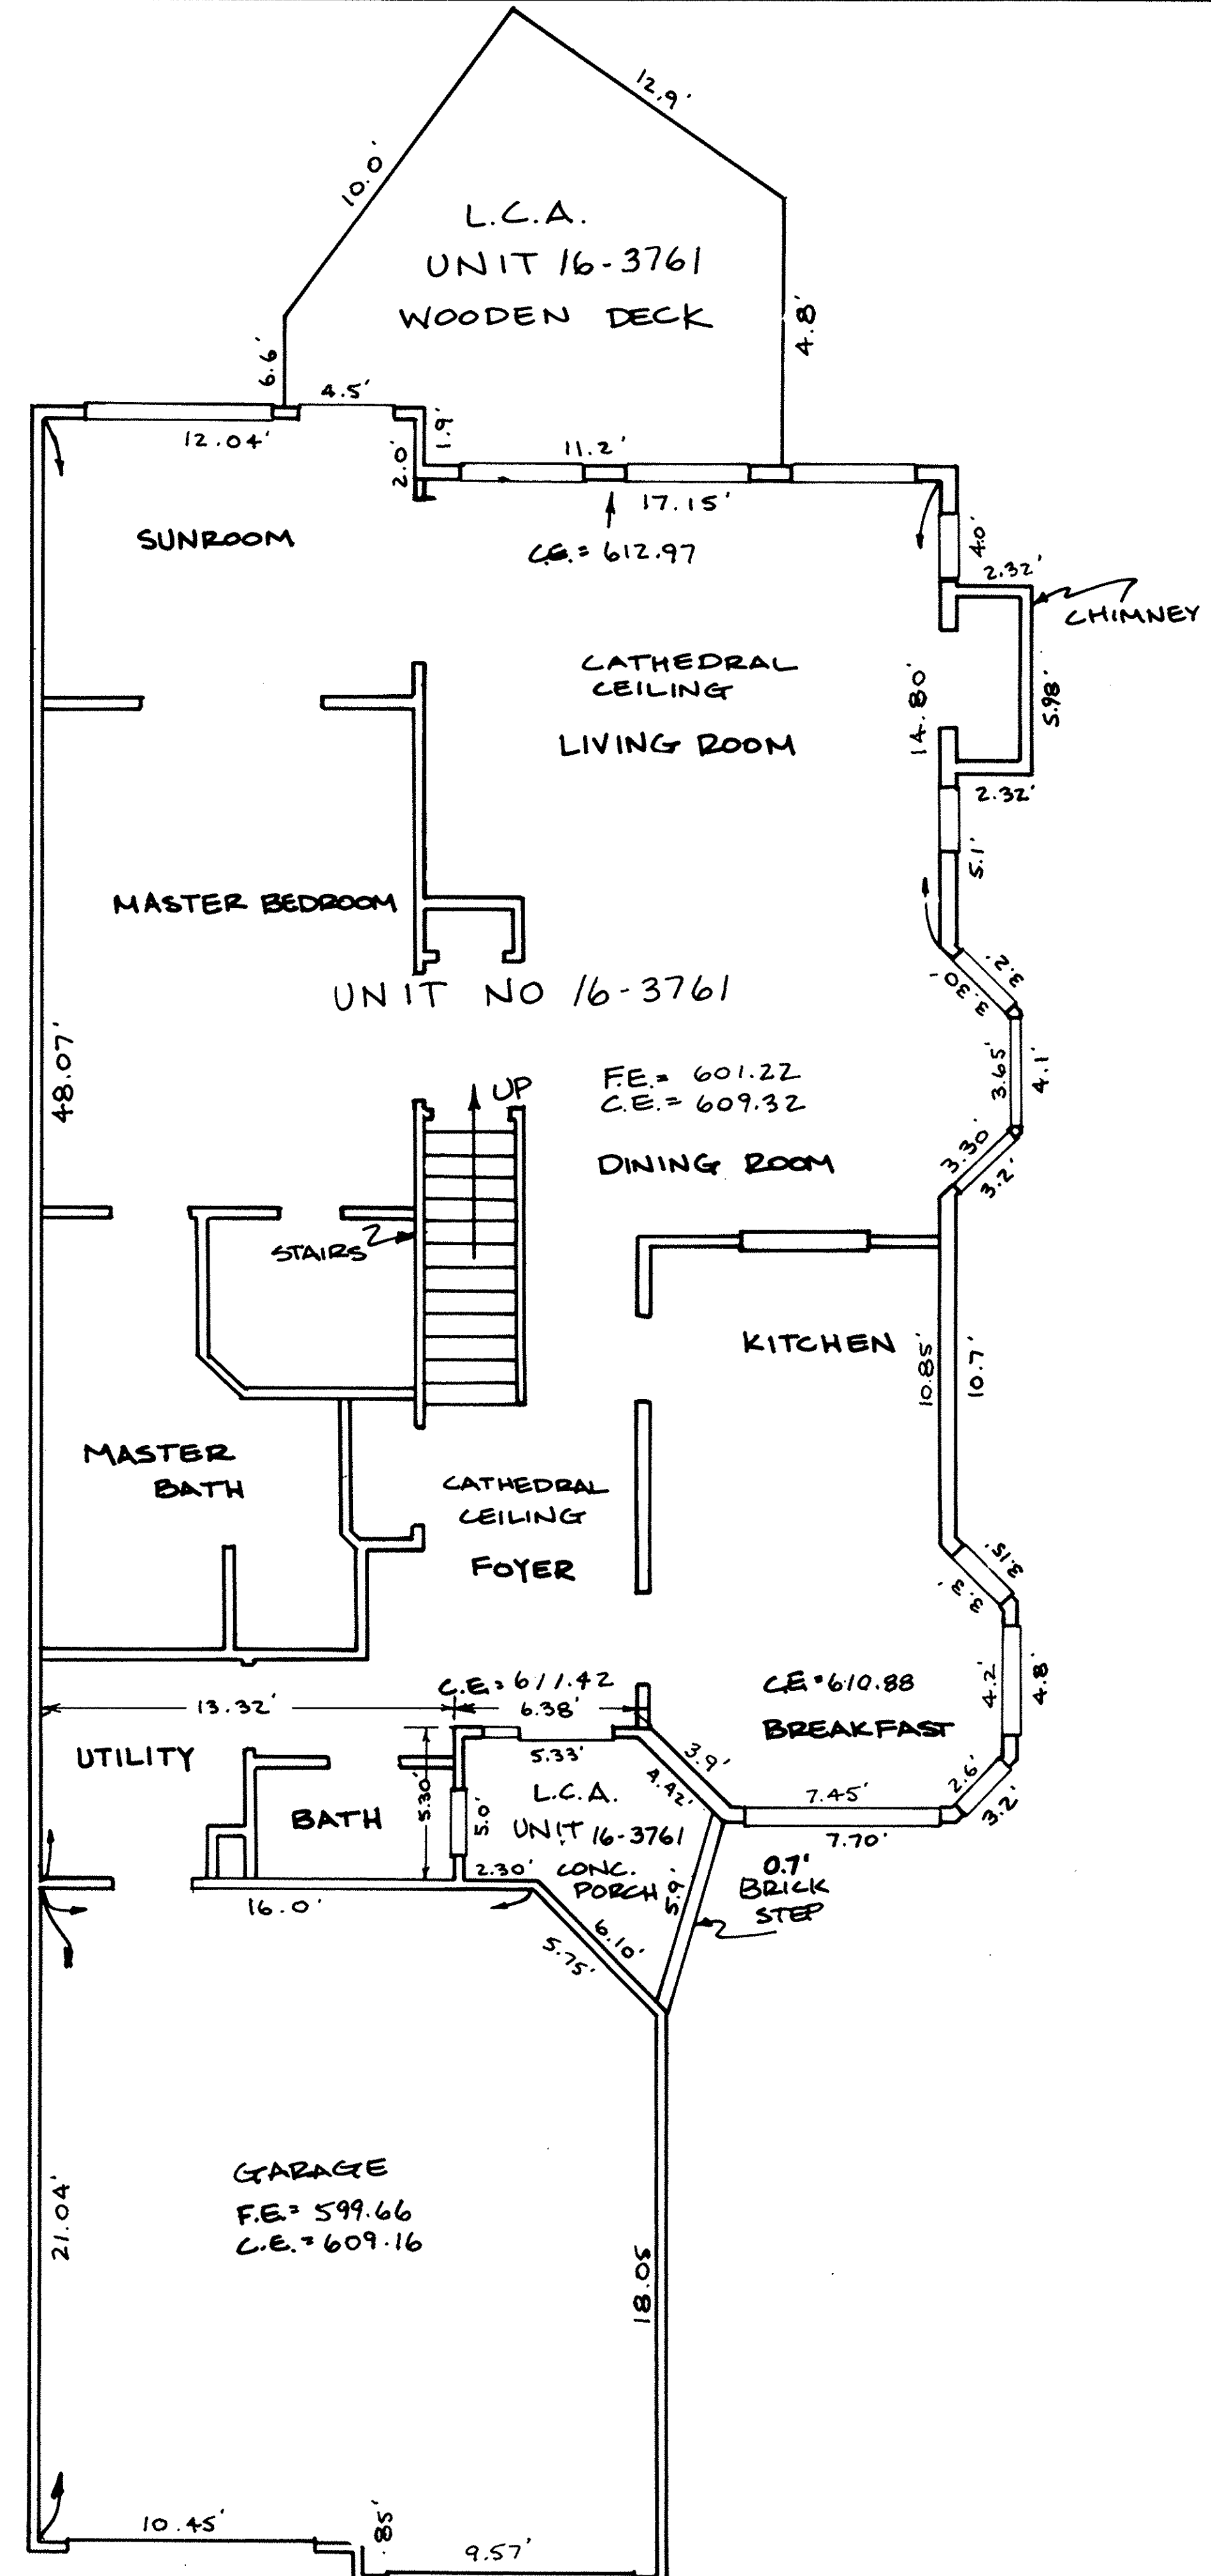 12.9'
10.0'
L.C.A.
UNIT 16-3761
WOODEN DECK
4.8'
6.6'
4.5'
1.9'
12.04'
2.0'
11.2'
17.15'
SUNROOM
C.E. = 612.97
4.0'
2.32'
CHIMNEY
CATHEDRAL
CEILING
LIVING ROOM
14.80'
5.98'
2.32'
5.1'
MASTER BEDROOM
3.2'
3.30'
UNIT NO 16-3761
48.07'
UP
F.E. = 601.22
C.E. = 609.32
3.65'
4.1'
DINING ROOM
3.30'
3.2'
STAIRS
KITCHEN
10.85'
10.7'
MASTER
BATH
CATHEDRAL
CEILING
FOYER
3.15'
3.3'
C.E. = 611.42
13.32'
6.38'
C.E = 610.88
BREAKFAST
4.2'
4.8'
UTILITY
5.33'
3.9'
4.42'
2.6'
3.2'
5.30'
5.0'
L.C.A.
UNIT 16-3761
CONC.
PORCH
BATH
7.45'
7.70'
2.30'
5.9'
0.7'
BRICK
STEP
16.0'
6.10'
5.75'
GARAGE
F.E. = 599.66
C.E. = 609.16
21.04'
18.05
10.45'
.85'
9.57'